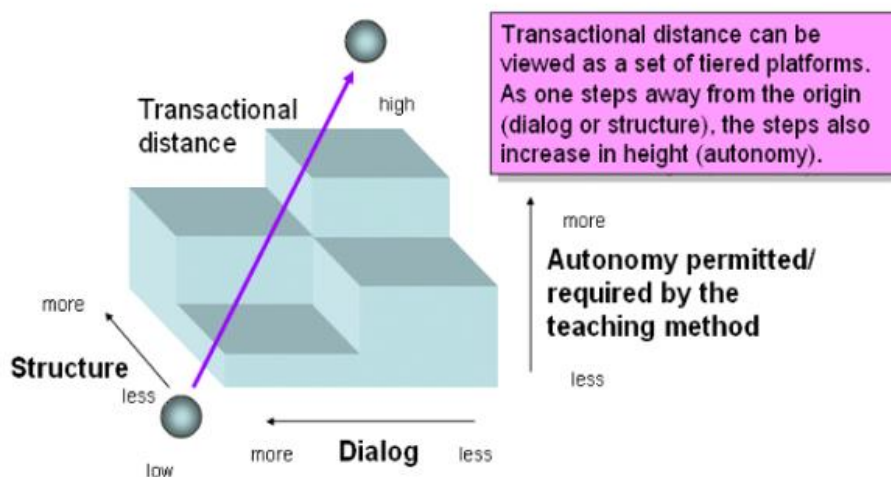 Transactional distance can be
viewed as a set of tiered platforms.
As one steps away from the origin
(dialog or structure), the steps also
increase in height (autonomy).
Transactional
distance
high
more
Autonomy permitted/
required by the
teaching method
less
more
Structure
less
low
more
Dialog
less